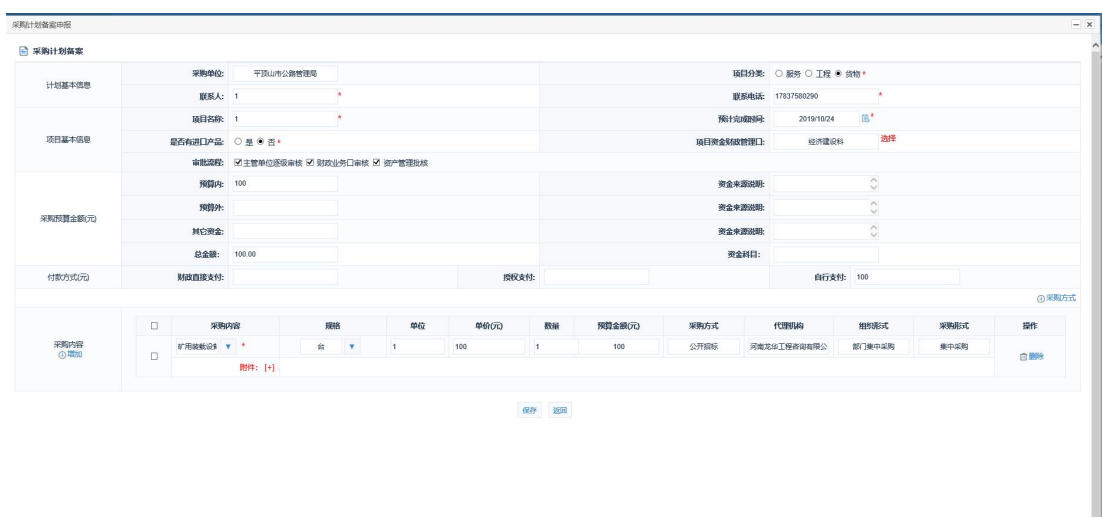 采购计划备案申报
采购计划备案
计划基本信息
采购单位: 平顶山市公路管理局 项目分类: 服务 工程 货物 *
联系人: 1 * 联系电话: 17837580290 *
项目基本信息
项目名称: 1 * 预计完成时间: 2019/10/24 *
是否有进口产品: 是 否 * 项目资金财政管理口: 经济建设科 选择
审批流程: 主管单位逐级审核 财政业务口审核 资产管理批核
采购预算金额(元)
预算内: 100 资金来源说明:
预算外: 资金来源说明:
其它资金: 资金来源说明:
总金额: 100.00 资金科目:
付款方式(元) 财政直接支付: 授权支付: 自行支付: 100
采购方式
采购内容
增加
采购内容 规格 单位 单价(元) 数量 预算金额(元) 采购方式 代理机构 组织形式 采购形式 操作
矿用装载设 * 台 1 100 1 100 公开招标 河南龙华工程咨询有限公 部门集中采购 集中采购 删除
附件: [+]
保存 返回